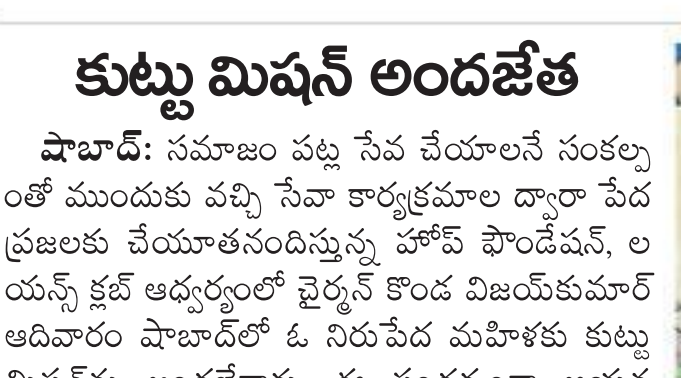 కుట్టు మిషన్ అందజేత
షాబాద్: సమాజం పట్ల సేవ చేయాలనే సంకల్ప
ంతో ముందుకు వచ్చి సేవా కార్యక్రమాల ద్వారా పేద
ప్రజలకు చేయూతనందిస్తున్న హోప్ ఫౌండేషన్, ల
యన్స్ క్లబ్ ఆధ్వర్యంలో చైర్మన్ కొండ విజయ్‌కుమార్
ఆదివారం షాబాద్‌లో ఓ నిరుపేద మహిళకు కుట్టు